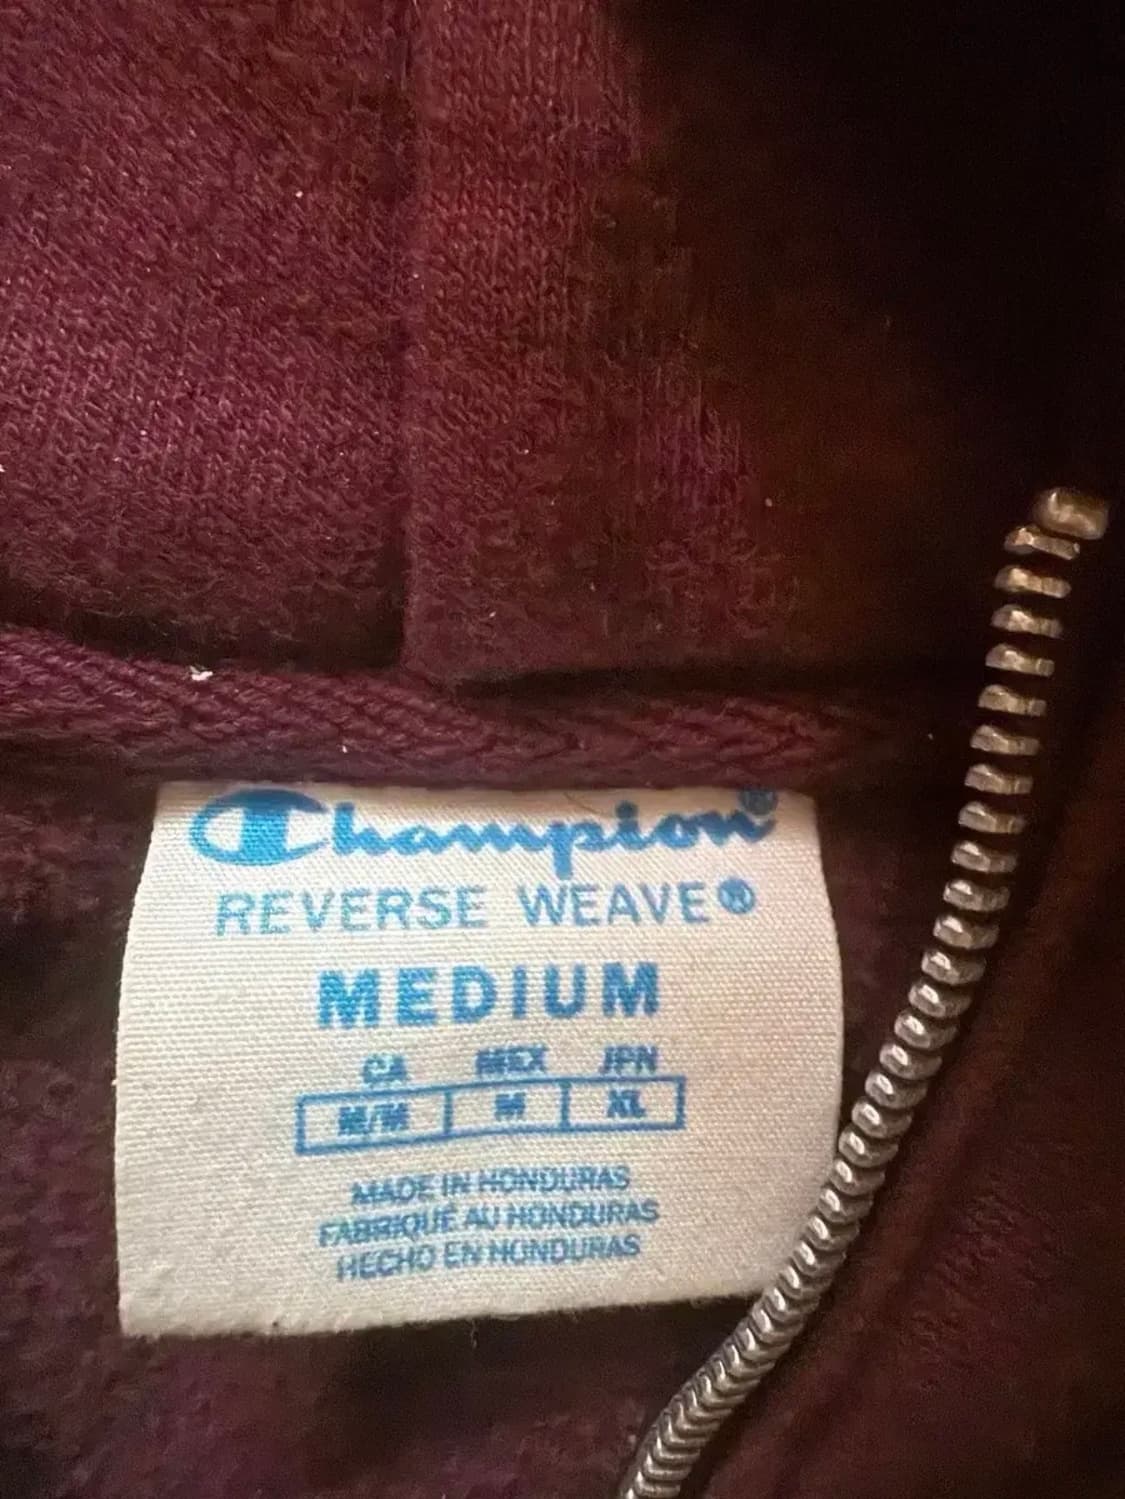 Champion®
REVERSE WEAVE®
MEDIUM
CA MEX JPN
M/M M XL
MADE IN HONDURAS
FABRIQUÉ AU HONDURAS
HECHO EN HONDURAS